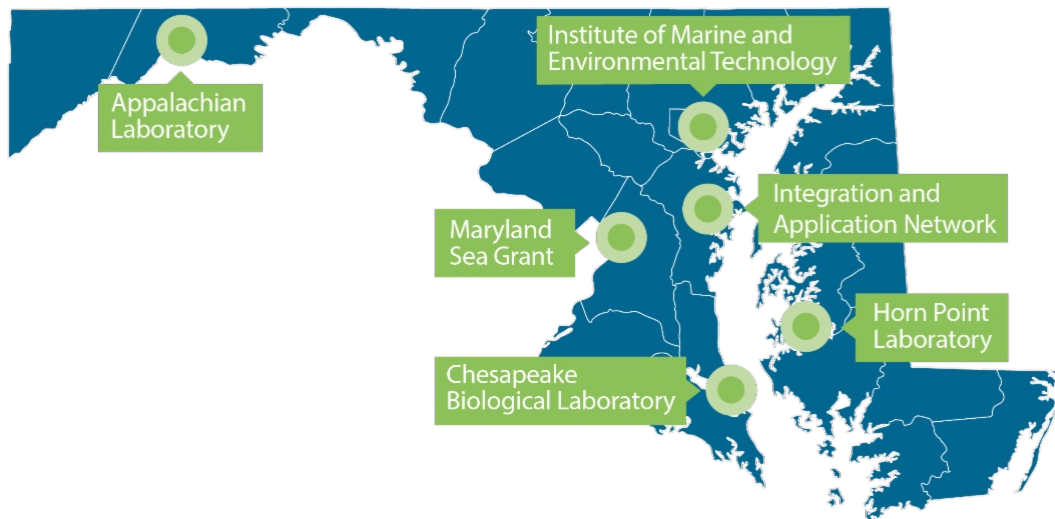 Institute of Marine and
Environmental Technology
Appalachian
Laboratory
Integration and
Application Network
Maryland
Sea Grant
Horn Point
Laboratory
Chesapeake
Biological Laboratory